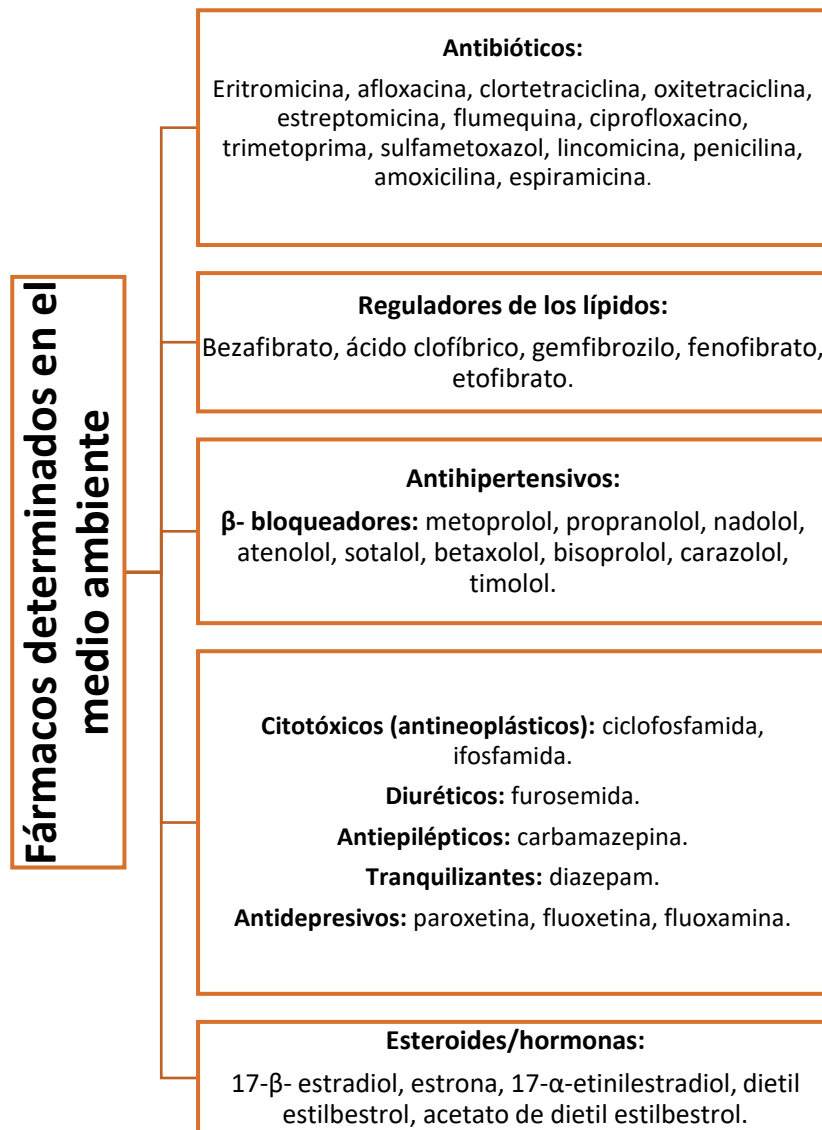 Fármacos determinados en el
medio ambiente
Antibióticos:
Eritromicina, afloxacina, clortetraciclina, oxitetraciclina,
estreptomicina, flumequina, ciprofloxacino,
trimetoprima, sulfametoxazol, lincomicina, penicilina,
amoxicilina, espiramicina.
Reguladores de los lípidos:
Bezafibrato, ácido clofíbrico, gemfibrozilo, fenofibrato,
etofibrato.
Antihipertensivos:
β- bloqueadores: metoprolol, propranolol, nadolol,
atenolol, sotalol, betaxolol, bisoprolol, carazolol,
timolol.
Citotóxicos (antineoplásticos): ciclofosfamida,
ifosfamida.
Diuréticos: furosemida.
Antiepilépticos: carbamazepina.
Tranquilizantes: diazepam.
Antidepresivos: paroxetina, fluoxetina, fluoxamina.
Esteroides/hormonas:
17-β- estradiol, estrona, 17-α-etinilestradiol, dietil
estilbestrol, acetato de dietil estilbestrol.